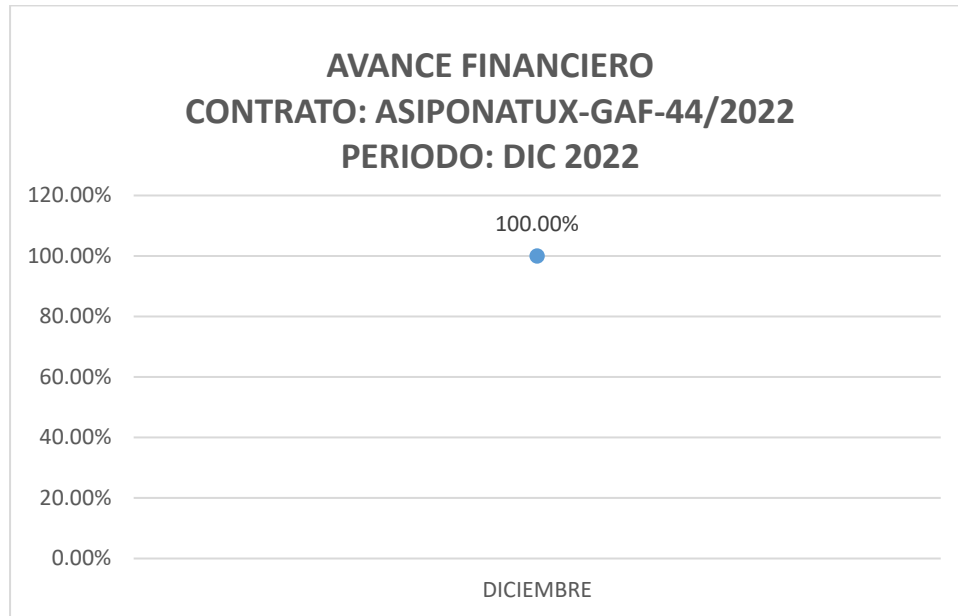 AVANCE FINANCIERO
CONTRATO: ASIPONATUX-GAF-44/2022
PERIODO: DIC 2022
120.00%
100.00%
100.00%
80.00%
60.00%
40.00%
20.00%
0.00%
DICIEMBRE